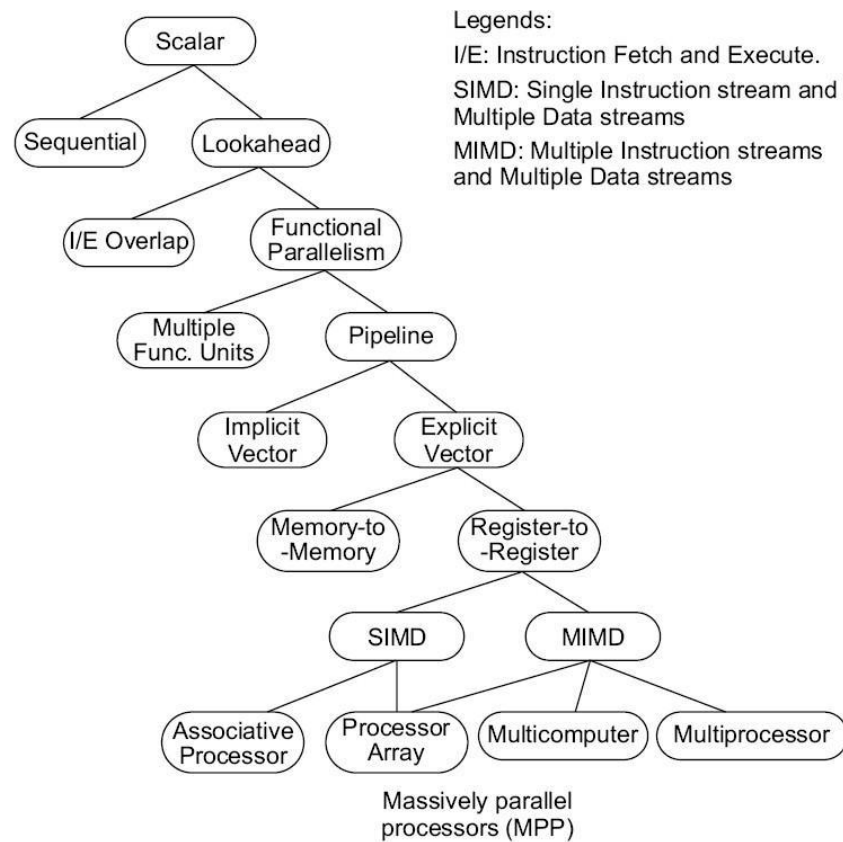 Scalar
Legends:
I/E: Instruction Fetch and Execute.
SIMD: Single Instruction stream and
Multiple Data streams
MIMD: Multiple Instruction streams
and Multiple Data streams
Sequential
Lookahead
I/E Overlap
Functional
Parallelism
Multiple
Func. Units
Pipeline
Implicit
Vector
Explicit
Vector
Memory-to
-Memory
Register-to
-Register
SIMD
MIMD
Associative
Processor
Processor
Array
Multicomputer
Multiprocessor
Massively parallel
processors (MPP)